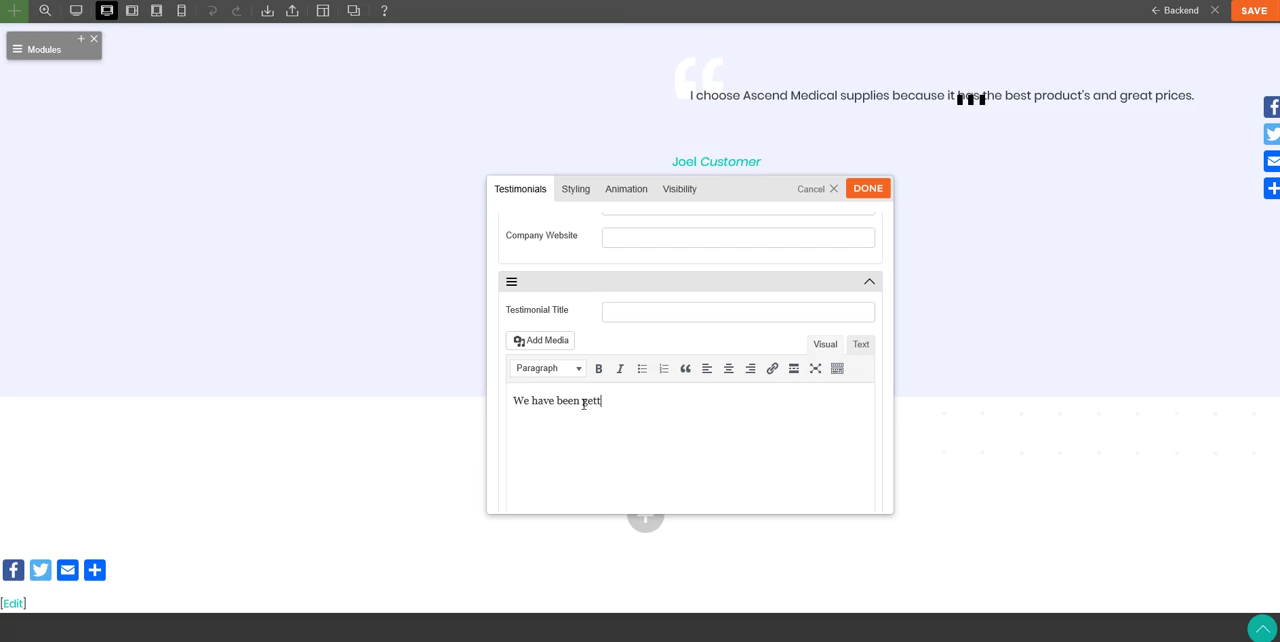 Backend
SAVE
Modules
I choose Ascend Medical supplies because it has the best product's and great prices.
Joel Customer
Testimonials Styling Animation Visibility Cancel DONE
Company Website
Testimonial Title
Add Media
Visual Text
Paragraph
We have been gett
[Edit]